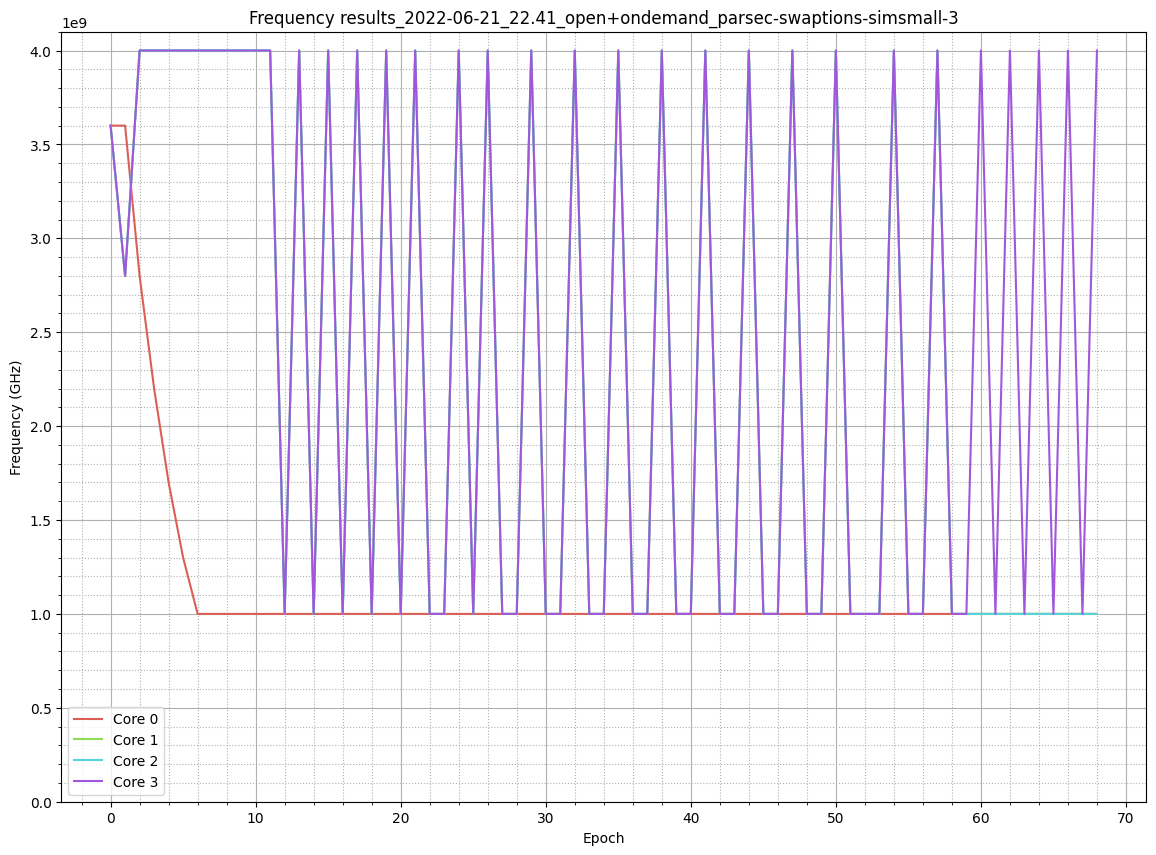 Frequency results_2022-06-21_22.41_open+ondemand_parsec-swaptions-simsmall-3
1e9
4.0
3.5
3.0
2.5
2.0
1.5
1.0
0.5
0.0
Frequency (GHz)
Core 0
Core 1
Core 2
Core 3
0 10 20 30 40 50 60 70
Epoch